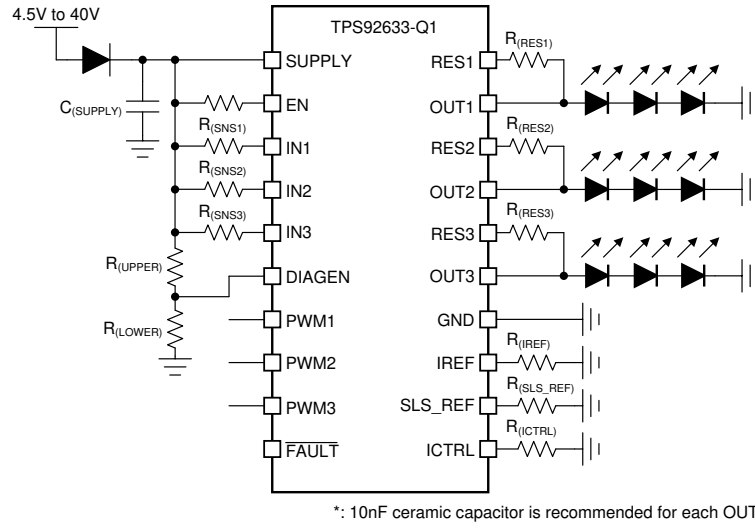 4.5V to 40V
TPS92633-Q1
C(SUPPLY)
SUPPLY
EN
R(SNS1)
IN1
R(SNS2)
IN2
R(SNS3)
IN3
R(UPPER)
DIAGEN
R(LOWER)
PWM1
PWM2
PWM3
FAULT
R(RES1)
RES1
OUT1
R(RES2)
RES2
OUT2
R(RES3)
RES3
OUT3
GND
R(IREF)
IREF
R(SLS_REF)
SLS_REF
R(ICTRL)
ICTRL
*: 10nF ceramic capacitor is recommended for each OUT